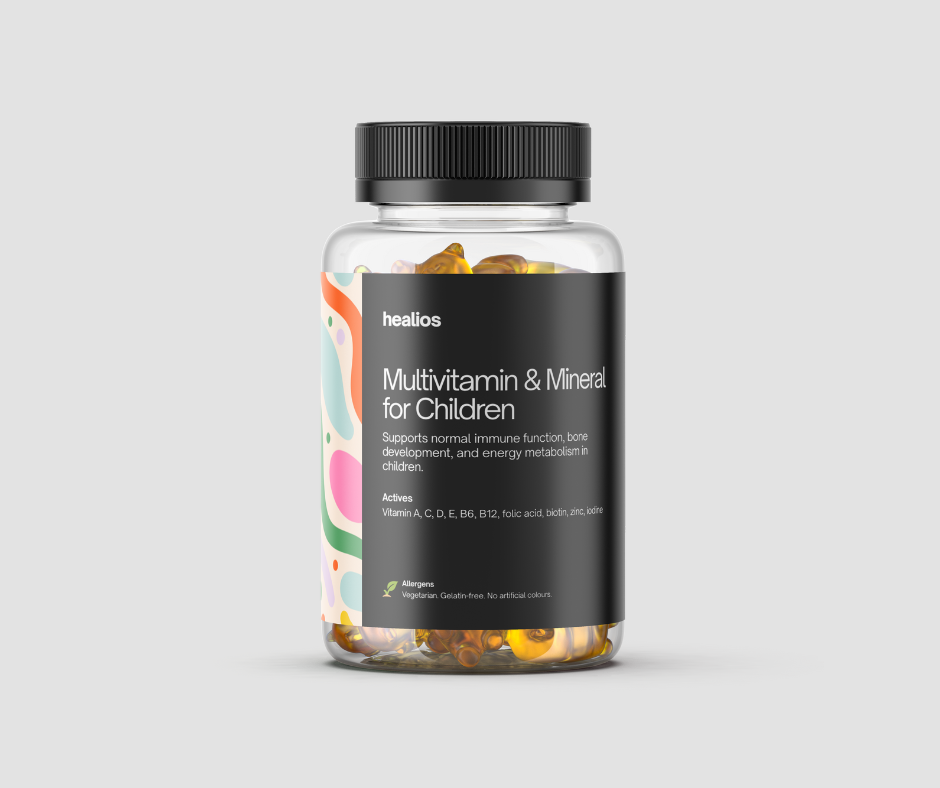 healios
Multivitamin & Mineral
for Children
Supports normal immune function, bone
development, and energy metabolism in
children.
Actives
Vitamin A, C, D, E, B6, B12, folic acid, biotin, zinc, iodine
Allergens
Vegetarian. Gelatin-free. No artificial colours.